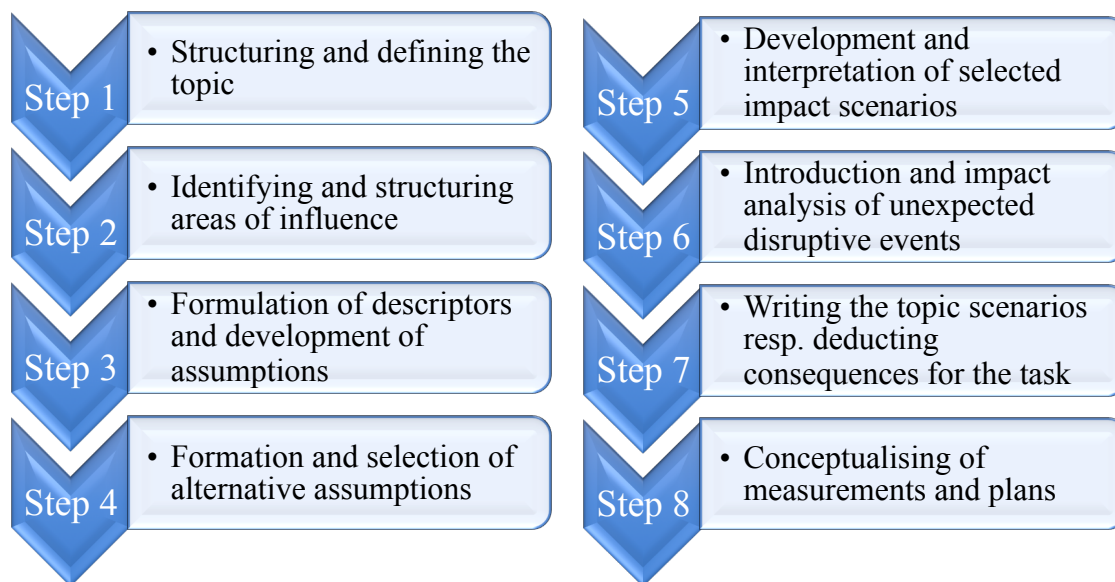 Step 1
• Structuring and defining the
topic
Step 2
• Identifying and structuring
areas of influence
Step 3
• Formulation of descriptors
and development of
assumptions
Step 4
• Formation and selection of
alternative assumptions
Step 5
• Development and
interpretation of selected
impact scenarios
Step 6
• Introduction and impact
analysis of unexpected
disruptive events
Step 7
• Writing the topic scenarios
resp. deducting
consequences for the task
Step 8
• Conceptualising of
measurements and plans